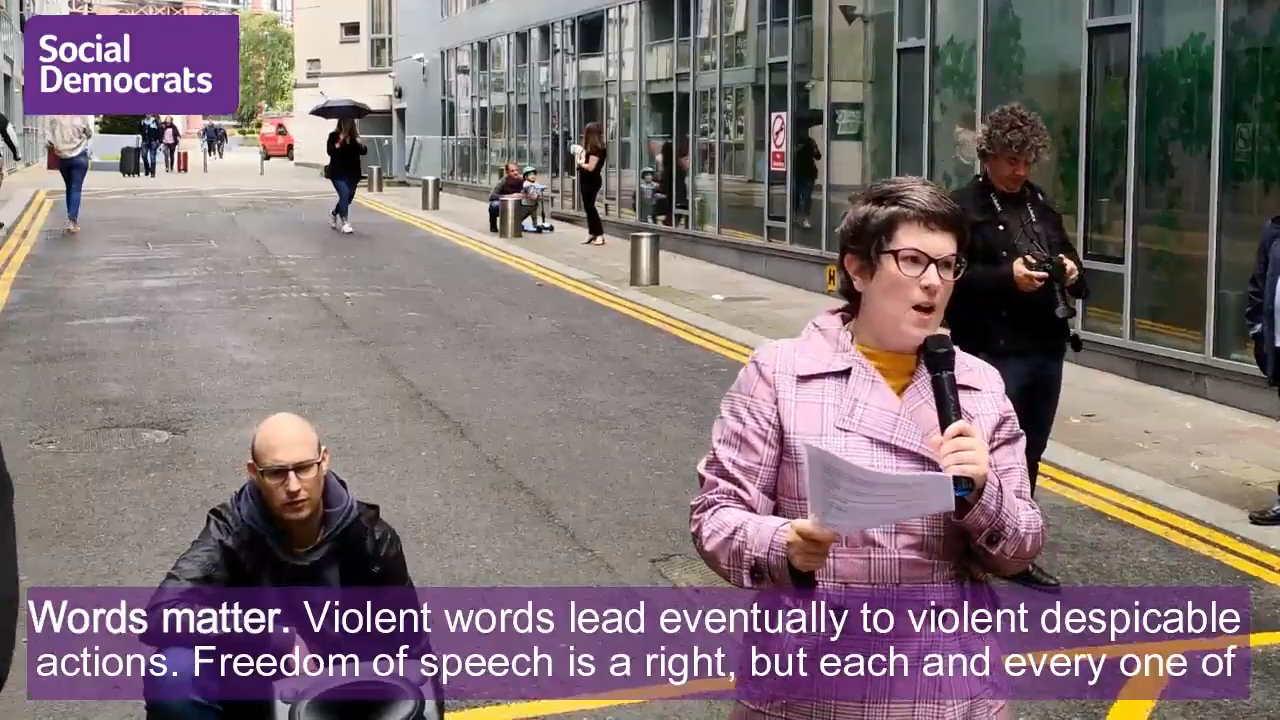 Social
Democrats
Words matter. Violent words lead eventually to violent despicable
actions. Freedom of speech is a right, but each and every one of